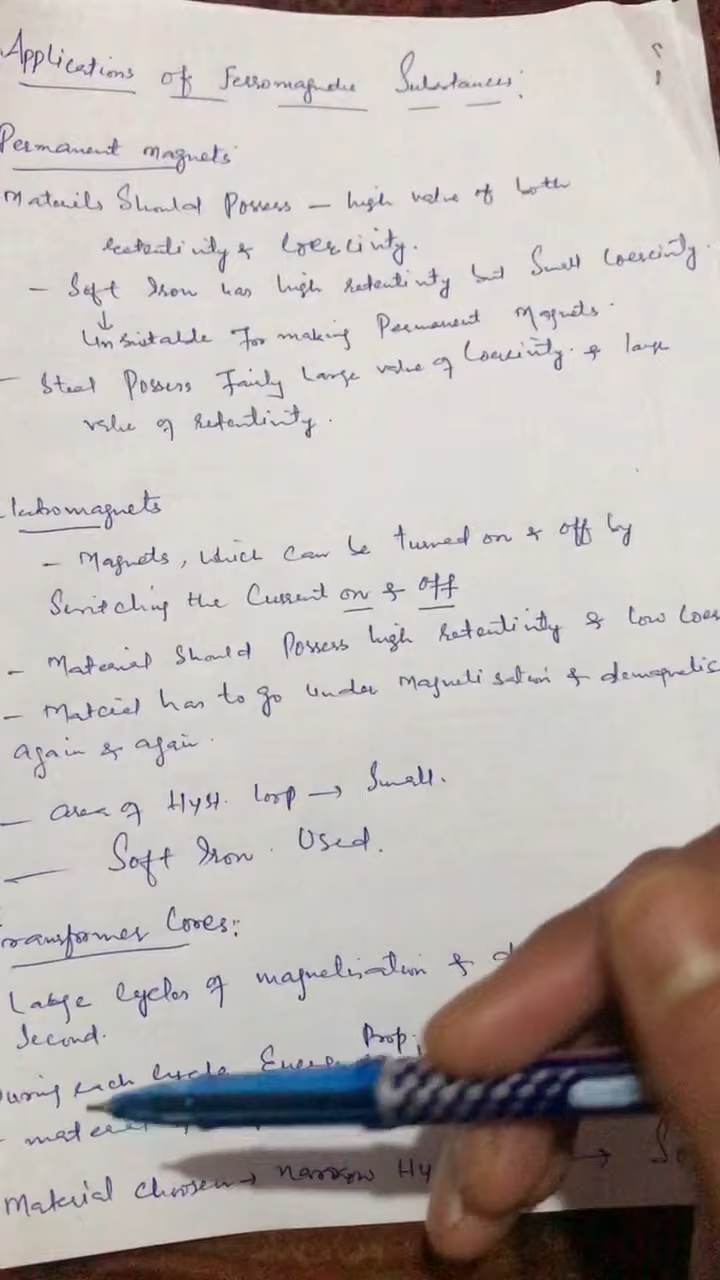 Applications of Ferromagnetic Substances:
Permanent Magnets
Materials Should Possess – high value of both
retentivity & Coercivity.
– Soft Iron has high retentivity but Small Coercivity.
↓
Unsuitable For making Permanent Magnets.
– Steel Possess Fairly Large value of Coercivity & large
value of retentivity.
– Magnets, which can be turned on & off by
Switching the Current on & off
– Material Should Possess high retentivity & low
– Material has to go under Magnetisation &
again & again.
– area of Hyst. loop → Small.
— Soft Iron Used.
Transformer Cores:
Large Cycles of magnetisation &
Second.
During each Cycle
Material Choosen → narrow →